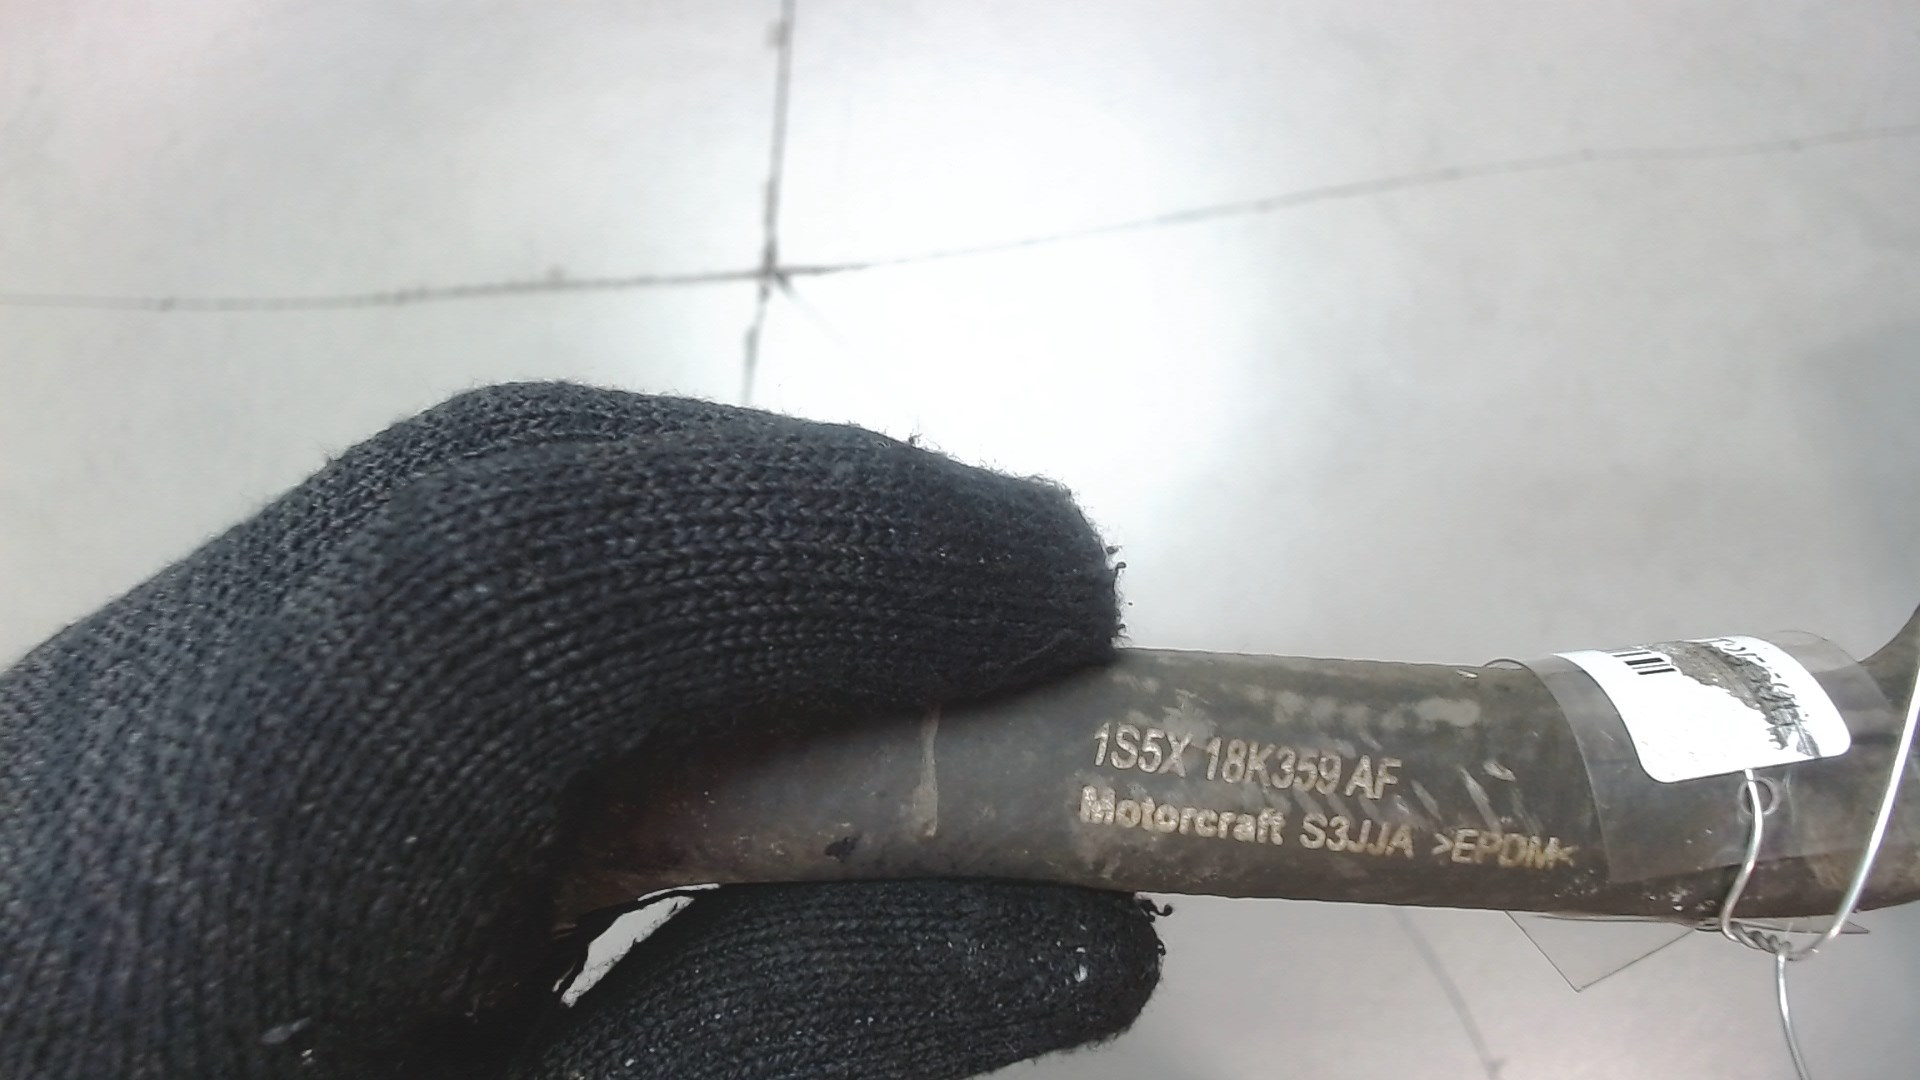 1S5X 18K359 AF
Motorcraft S3JJA >EPDM<